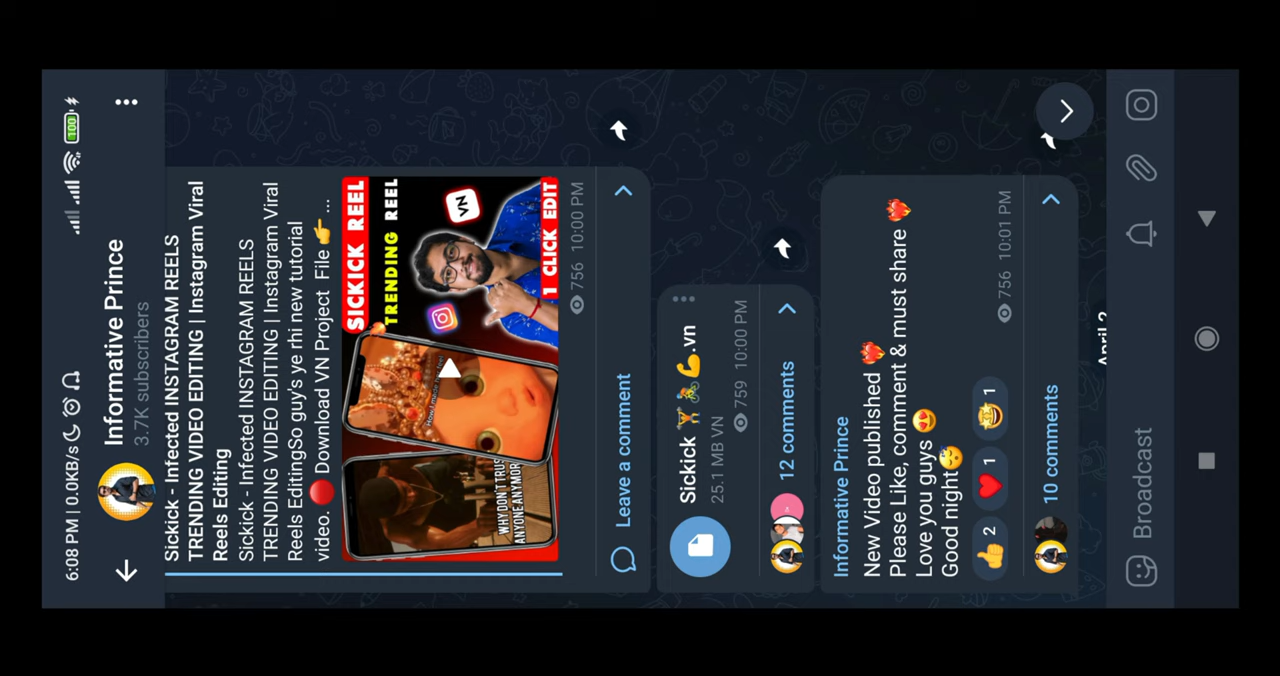 6:08 PM | 0.0KB/s
100
Informative Prince
3.7K subscribers
Sickick - Infected INSTAGRAM REELS
TRENDING VIDEO EDITING | Instagram Viral
Reels Editing
Sickick - Infected INSTAGRAM REELS
TRENDING VIDEO EDITING | Instagram Viral
Reels EditingSo guy's ye rhi new tutorial
video. 🔴 Download VN Project File 👉 ...
SICKICK REEL
TRENDING REEL
VN
1 CLICK EDIT
WHY DON'T TRUS
ANYONE ANYMOR
756 10:00 PM
Leave a comment
Sickick 🏋️ 🚴 💪.vn
25.1 MB VN
759 10:00 PM
12 comments
Informative Prince
New Video published ❤️‍🔥
Please Like, comment & must share ❤️‍🔥
Love you guys 😍
Good night 😴
👍 2 ❤️ 1 🤩 1
756 10:01 PM
10 comments
April 2
Broadcast